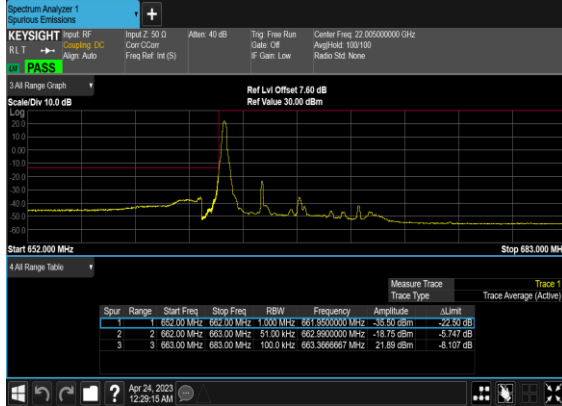 Spectrum Analyzer 1
Spurious Emissions
+
KEYSIGHT Input: RF Input Z: 50 Ω Atten: 40 dB Trig: Free Run Center Freq: 22.005000000 GHz
RLT Coupling: DC Corr CCorr Gate: Off Avg|Hold: 100/100
Align: Auto Freq Ref: Int (S) IF Gain: Low Radio Std: None
PASS
3 All Range Graph
Ref Lvl Offset 7.60 dB
Scale/Div 10.0 dB Ref Value 30.00 dBm
Log
20.0
10.0
0.00
-10.0
-20.0
-30.0
-40.0
-50.0
-60.0
Start 652.000 MHz Stop 683.000 MH
4 All Range Table
Measure Trace Trace 1
Trace Type Trace Average (Active)
Spur Range Start Freq Stop Freq RBW Frequency Amplitude ΔLimit
1 1 652.00 MHz 662.00 MHz 1.000 MHz 661.9500000 MHz -35.50 dBm -22.50 dB
2 2 662.00 MHz 663.00 MHz 51.00 kHz 662.9900000 MHz -18.75 dBm -5.747 dB
3 3 663.00 MHz 683.00 MHz 100.0 kHz 663.3666667 MHz 21.89 dBm -8.107 dB
? Apr 24, 2023
12:29:15 AM